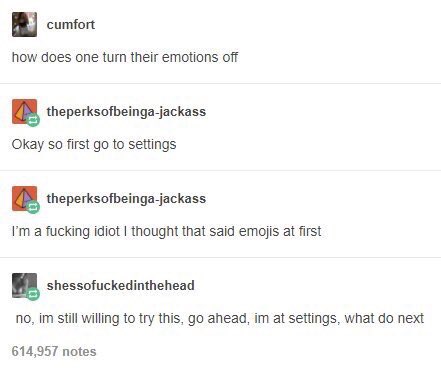 cumfort
how does one turn their emotions off
theperksofbeinga-jackass
Okay so first go to settings
theperksofbeinga-jackass
I'm a fucking idiot I thought that said emojis at first
shessofuckedinthehead
no, im still willing to try this, go ahead, im at settings, what do next
614,957 notes